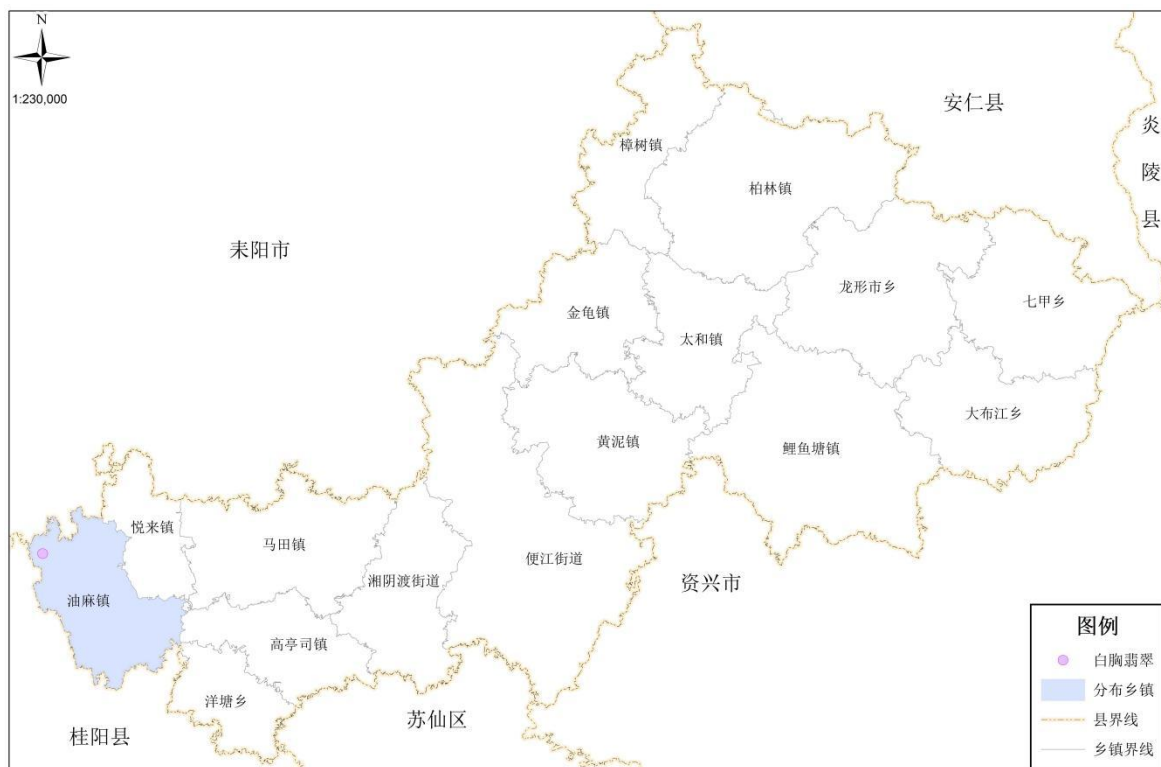 N
1:230,000
安仁县
炎陵县
樟树镇
柏林镇
耒阳市
龙形市乡
七甲乡
金龟镇
太和镇
大布江乡
黄泥镇
鲤鱼塘镇
悦来镇
马田镇
便江街道
湘阴渡街道
资兴市
油麻镇
高亭司镇
洋塘乡
苏仙区
桂阳县
图例
白胸翡翠
分布乡镇
县界线
乡镇界线